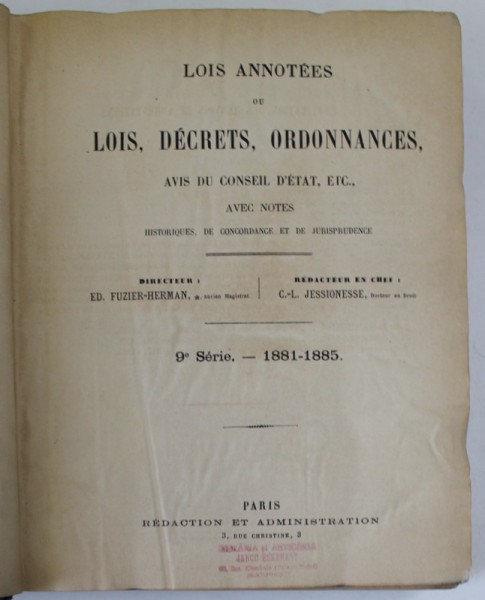 LOIS ANNOTÉES
OU
LOIS, DÉCRETS, ORDONNANCES,
AVIS DU CONSEIL D'ÉTAT, ETC.,
AVEC NOTES
HISTORIQUES, DE CONCORDANCE ET DE JURISPRUDENCE
DIRECTEUR :
ED. FUZIER-HERMAN, ancien Magistrat.
RÉDACTEUR EN CHEF :
C.-L. JESSIONESSE, Docteur en Droit
9e Série. — 1881-1885.
PARIS
RÉDACTION ET ADMINISTRATION
3, RUE CHRISTINE, 3